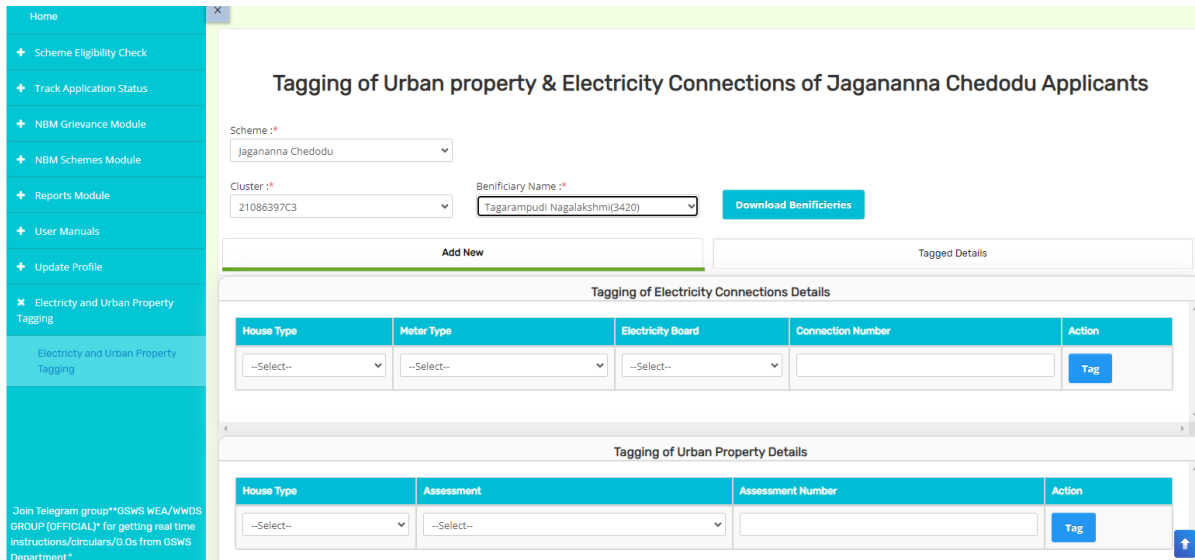 Home
×
Scheme Eligibility Check
Track Application Status
NBM Grievance Module
NBM Schemes Module
Reports Module
User Manuals
Update Profile
Electricty and Urban Property
Tagging
Electricty and Urban Property
Tagging
Join Telegram group**GSWS WEA/WWDS
GROUP (OFFICIAL)* for getting real time
instructions/circulars/G.Os from GSWS
Department."
Tagging of Urban property & Electricity Connections of Jagananna Chedodu Applicants
Scheme :*
Jagananna Chedodu
Cluster :* Benificiary Name :*
21086397C3 Tagarampudi Nagalakshmi(3420) Download Benificieries
Add New Tagged Details
Tagging of Electricity Connections Details
House Type Meter Type Electricity Board Connection Number Action
--Select-- --Select-- --Select-- Tag
Tagging of Urban Property Details
House Type Assessment Assessment Number Action
--Select-- --Select-- Tag